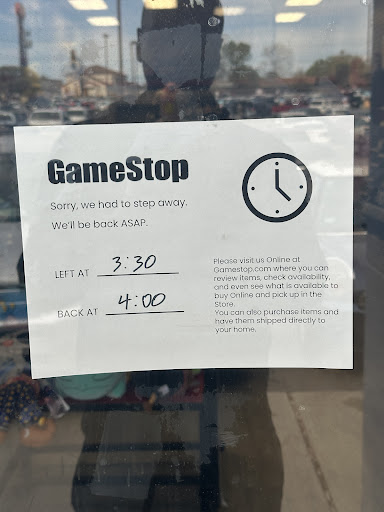 GameStop
Sorry, we had to step away.
We'll be back ASAP.
LEFT AT 3:30
BACK AT 4:00
Please visit us Online at
Gamestop.com where you can
review items, check availability,
and even see what is available to
buy Online and pick up in the
Store.
You can also purchase items and
have them shipped directly to
your home.